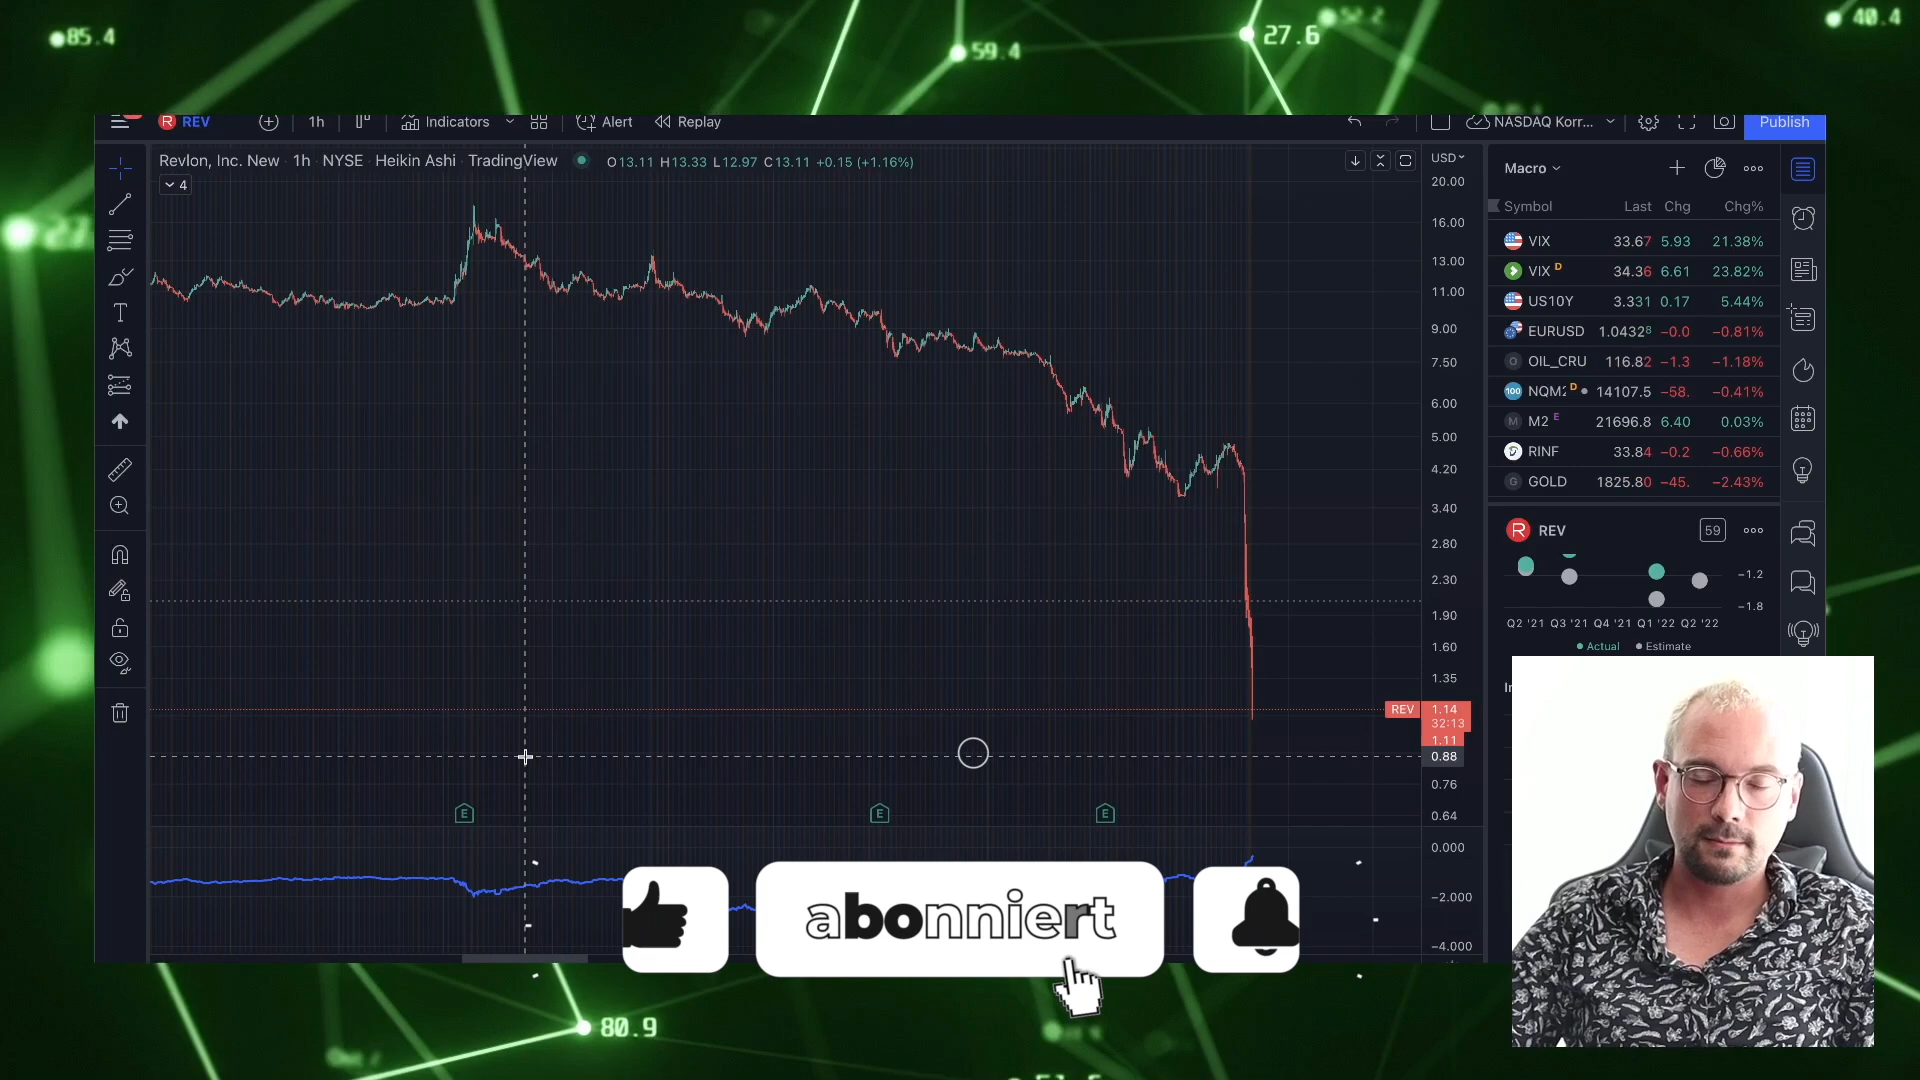 85.4
59.4
27.6
52.2
40.4
REV
1h
Indicators
Alert
Replay
NASDAQ Korr...
Publish
Revlon, Inc. New · 1h · NYSE · Heikin Ashi · TradingView
O13.11 H13.33 L12.97 C13.11 +0.15 (+1.16%)
4
USD
20.00
16.00
13.00
11.00
9.00
7.50
6.00
5.00
4.20
3.40
2.80
2.30
1.90
1.60
1.35
REV 1.14
32:13
1.11
0.88
0.76
0.64
0.000
-2.000
-4.000
E E E
Macro
Symbol Last Chg Chg%
VIX 33.67 5.93 21.38%
VIX D 34.36 6.61 23.82%
US10Y 3.331 0.17 5.44%
EURUSD 1.04328 −0.0 −0.81%
OIL_CRU 116.82 −1.3 −1.18%
100 NQM2 D 14107.5 −58. −0.41%
M M2 E 21696.8 6.40 0.03%
RINF 33.84 −0.2 −0.66%
G GOLD 1825.80 −45. −2.43%
R REV 59
−1.2
−1.8
Q2 '21 Q3 '21 Q4 '21 Q1 '22 Q2 '22
Actual Estimate
abonniert
80.9